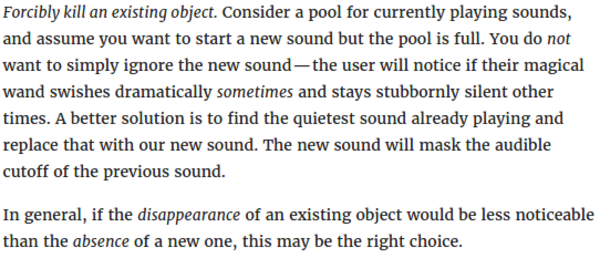 Forcibly kill an existing object. Consider a pool for currently playing sounds,
and assume you want to start a new sound but the pool is full. You do not
want to simply ignore the new sound—the user will notice if their magical
wand swishes dramatically sometimes and stays stubbornly silent other
times. A better solution is to find the quietest sound already playing and
replace that with our new sound. The new sound will mask the audible
cutoff of the previous sound.
In general, if the disappearance of an existing object would be less noticeable
than the absence of a new one, this may be the right choice.